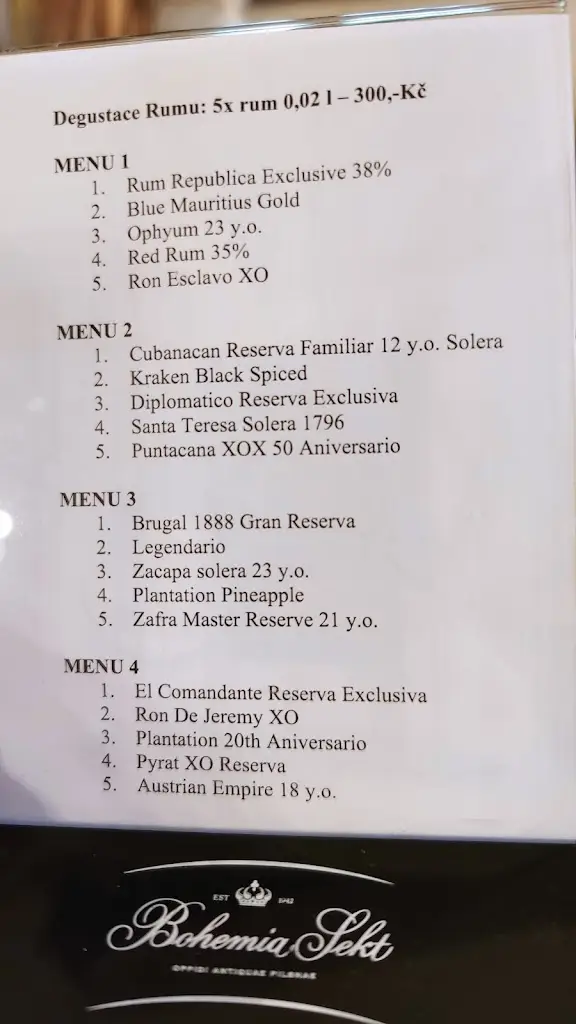 Degustace Rumu: 5x rum 0,02 l – 300,-Kč
MENU 1
1. Rum Republica Exclusive 38%
2. Blue Mauritius Gold
3. Ophyum 23 y.o.
4. Red Rum 35%
5. Ron Esclavo XO
MENU 2
1. Cubanacan Reserva Familiar 12 y.o. Solera
2. Kraken Black Spiced
3. Diplomatico Reserva Exclusiva
4. Santa Teresa Solera 1796
5. Puntacana XOX 50 Aniversario
MENU 3
1. Brugal 1888 Gran Reserva
2. Legendario
3. Zacapa solera 23 y.o.
4. Plantation Pineapple
5. Zafra Master Reserve 21 y.o.
MENU 4
1. El Comandante Reserva Exclusiva
2. Ron De Jeremy XO
3. Plantation 20th Aniversario
4. Pyrat XO Reserva
5. Austrian Empire 18 y.o.
EST 1942
Bohemia Sekt
OPPIDI ANTIQUAE PILSNAE